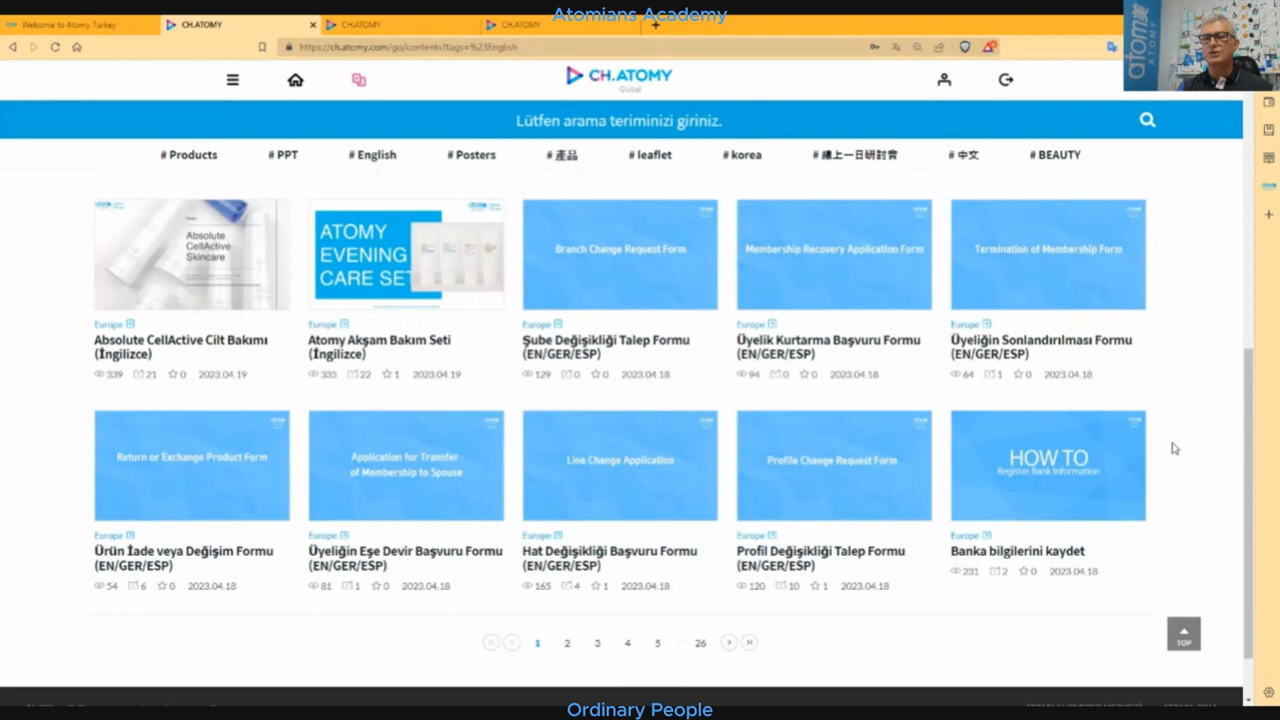 Atomians Academy
Welcome to Atomy Turkey
CH.ATOMY
CH.ATOMY
CH.ATOMY
https://ch.atomy.com/go/contents?tags=%23English
CH.ATOMY
Global
atom美
ATOMY
Lütfen arama teriminizi giriniz.
# Products
# PPT
# English
# Posters
# 產品
# leaflet
# korea
# 線上一日研討會
# 中文
# BEAUTY
Absolute
CellActive
Skincare
ATOMY
EVENING
CARE SET
Branch Change Request Form
Membership Recovery Application Form
Termination of Membership Form
Europe
Absolute CellActive Cilt Bakımı
(İngilizce)
339 21 0 2023.04.19
Europe
Atomy Akşam Bakım Seti
(İngilizce)
335 22 1 2023.04.19
Europe
Şube Değişikliği Talep Formu
(EN/GER/ESP)
129 0 0 2023.04.18
Europe
Üyelik Kurtarma Başvuru Formu
(EN/GER/ESP)
94 0 0 2023.04.18
Europe
Üyeliğin Sonlandırılması Formu
(EN/GER/ESP)
64 1 0 2023.04.18
Return or Exchange Product Form
Application for Transfer
of Membership to Spouse
Line Change Application
Profile Change Request Form
HOW TO
Register Bank Information
Europe
Ürün İade veya Değişim Formu
(EN/GER/ESP)
54 6 0 2023.04.18
Europe
Üyeliğin Eşe Devir Başvuru Formu
(EN/GER/ESP)
81 1 0 2023.04.18
Europe
Hat Değişikliği Başvuru Formu
(EN/GER/ESP)
165 4 1 2023.04.18
Europe
Profil Değişikliği Talep Formu
(EN/GER/ESP)
120 10 1 2023.04.18
Europe
Banka bilgilerini kaydet
231 2 0 2023.04.18
1 2 3 4 5 ... 26
TOP
Ordinary People